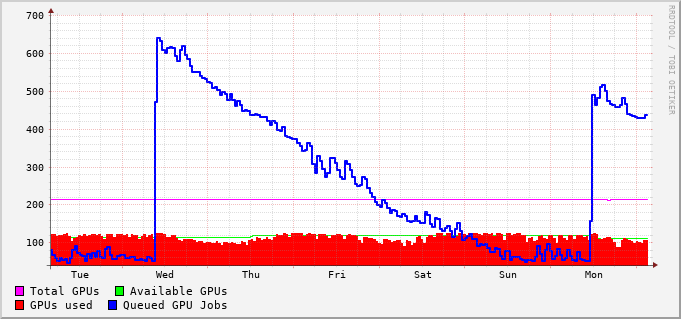 700
600
500
400
300
200
100
Tue Wed Thu Fri Sat Sun Mon
Total GPUs Available GPUs
GPUs used Queued GPU Jobs
RRDTOOL / TOBI OETIKER